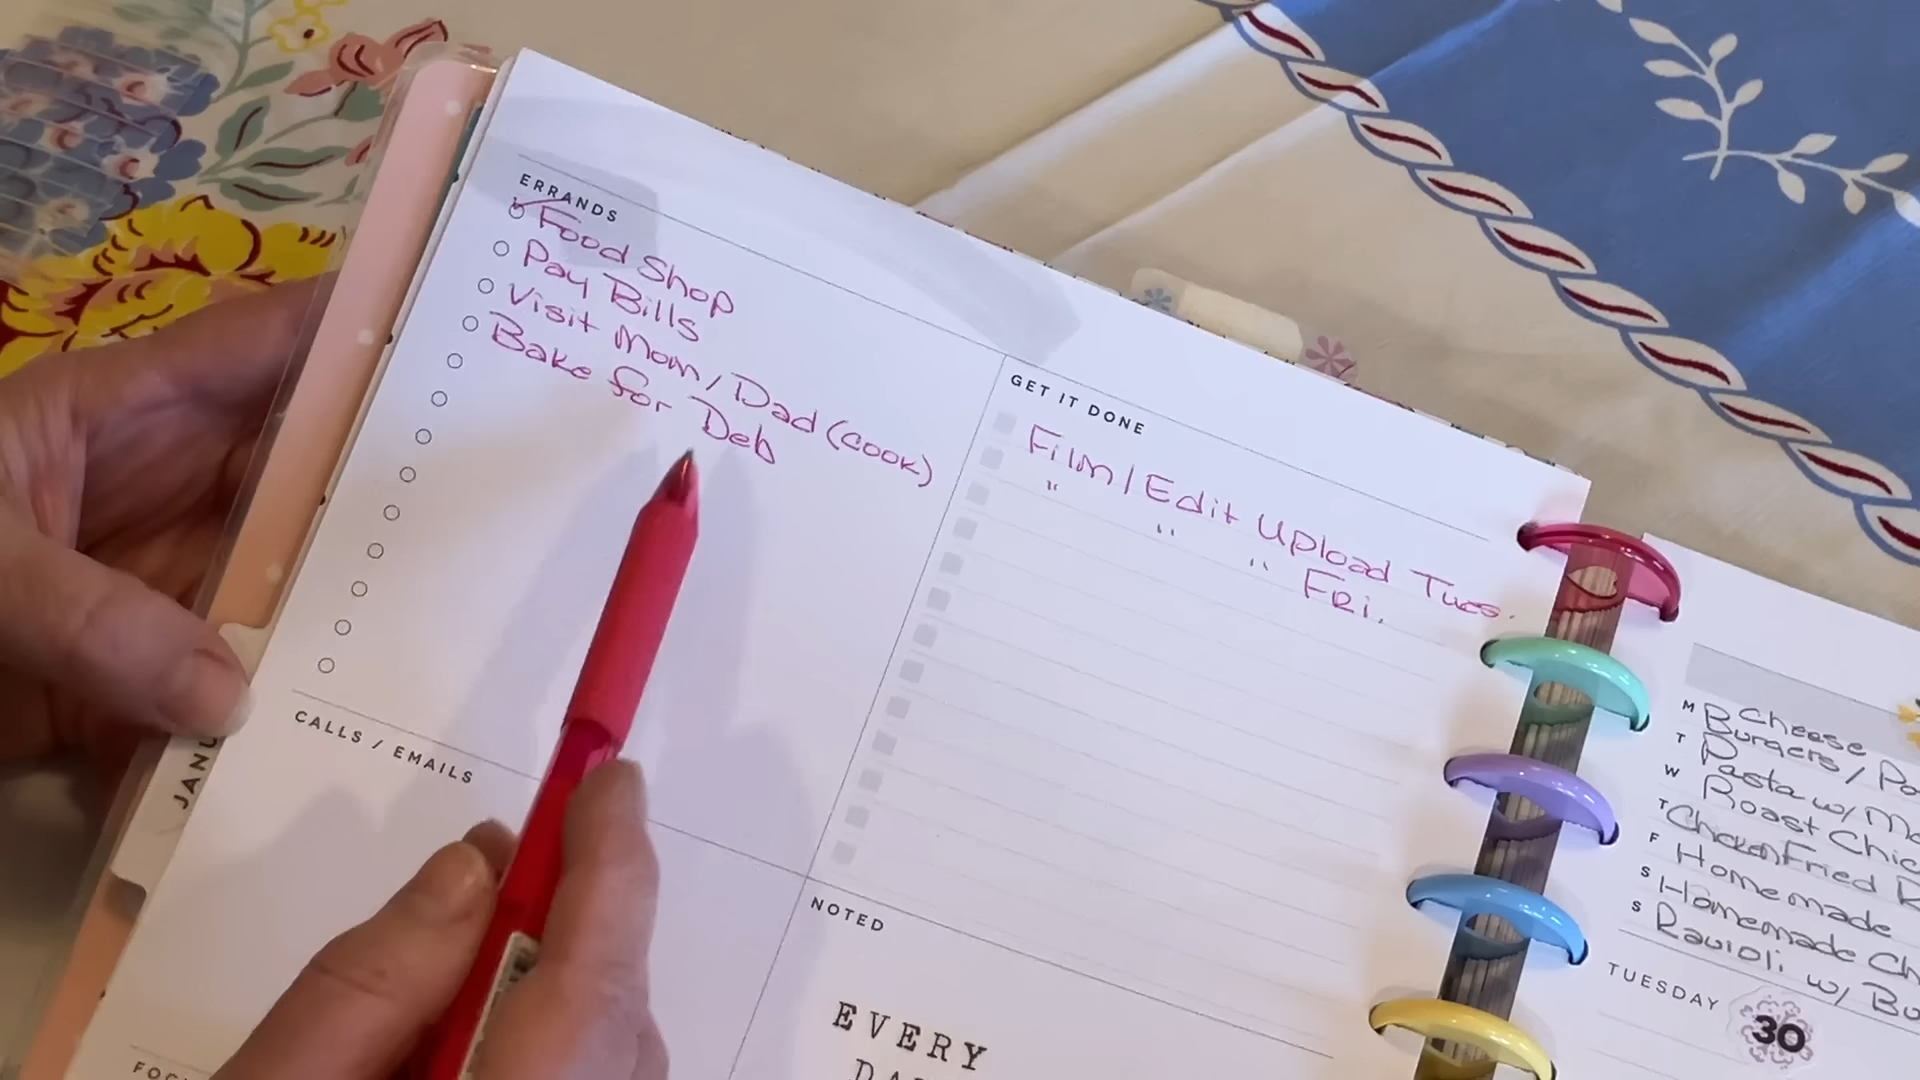 ERRANDS
Food Shop
Pay Bills
Visit Mom/Dad (cook)
Bake for Deb
CALLS / EMAILS
GET IT DONE
Film/Edit Upload Tues.
" " " FRi.
NOTED
EVERY
M Cheese
Burgers /
T Pasta w/
W Roast
T Chicken Fried
F Homemade
S Homemade
S Ravioli w/
TUESDAY 30